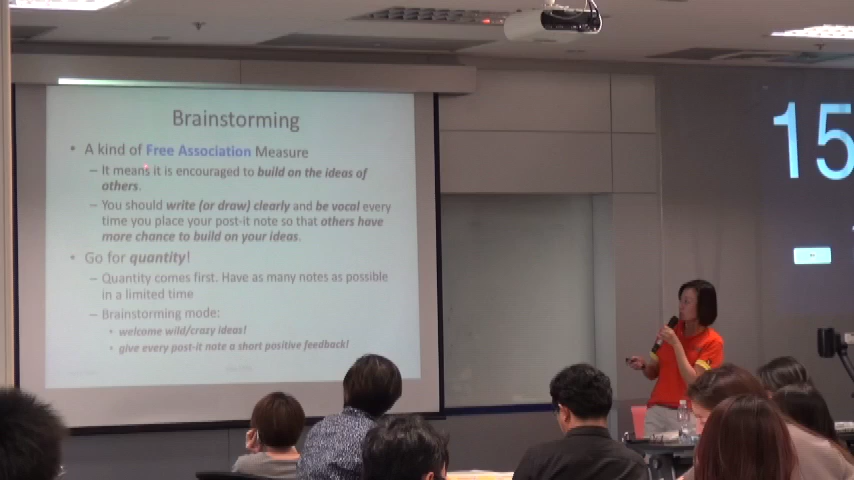 Brainstorming
• A kind of Free Association Measure
– It means it is encouraged to build on the ideas of
others.
– You should write (or draw) clearly and be vocal every
time you place your post-it note so that others have
more chance to build on your ideas.
• Go for quantity!
– Quantity comes first. Have as many notes as possible
in a limited time
– Brainstorming mode:
• welcome wild/crazy ideas!
• give every post-it note a short positive feedback!
15